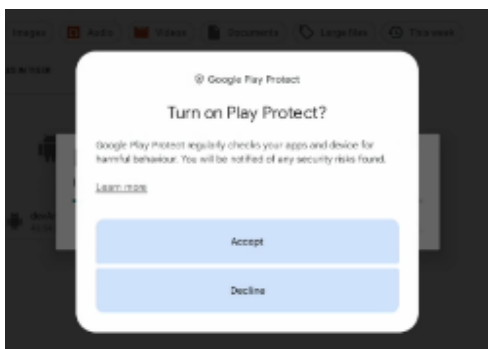 Images Audio Videos Documents Large files This week
Google Play Protect
Turn on Play Protect?
Google Play Protect regularly checks your apps and device for
harmful behaviour. You will be notified of any security risks found.
Learn more
Accept
Decline